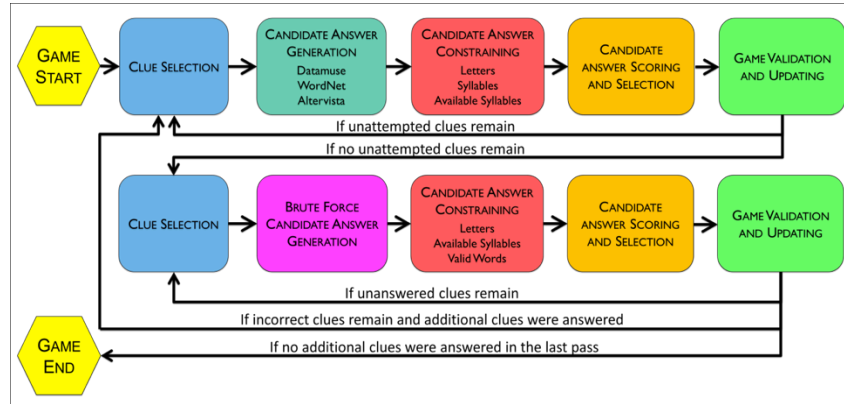 GAME
START
CLUE SELECTION
CANDIDATE ANSWER
GENERATION
Datamuse
WordNet
Altervista
CANDIDATE ANSWER
CONSTRAINING
Letters
Syllables
Available Syllables
CANDIDATE
ANSWER SCORING
AND SELECTION
GAME VALIDATION
AND UPDATING
If unattempted clues remain
If no unattempted clues remain
CLUE SELECTION
BRUTE FORCE
CANDIDATE ANSWER
GENERATION
CANDIDATE ANSWER
CONSTRAINING
Letters
Available Syllables
Valid Words
CANDIDATE
ANSWER SCORING
AND SELECTION
GAME VALIDATION
AND UPDATING
If unanswered clues remain
If incorrect clues remain and additional clues were answered
If no additional clues were answered in the last pass
GAME
END